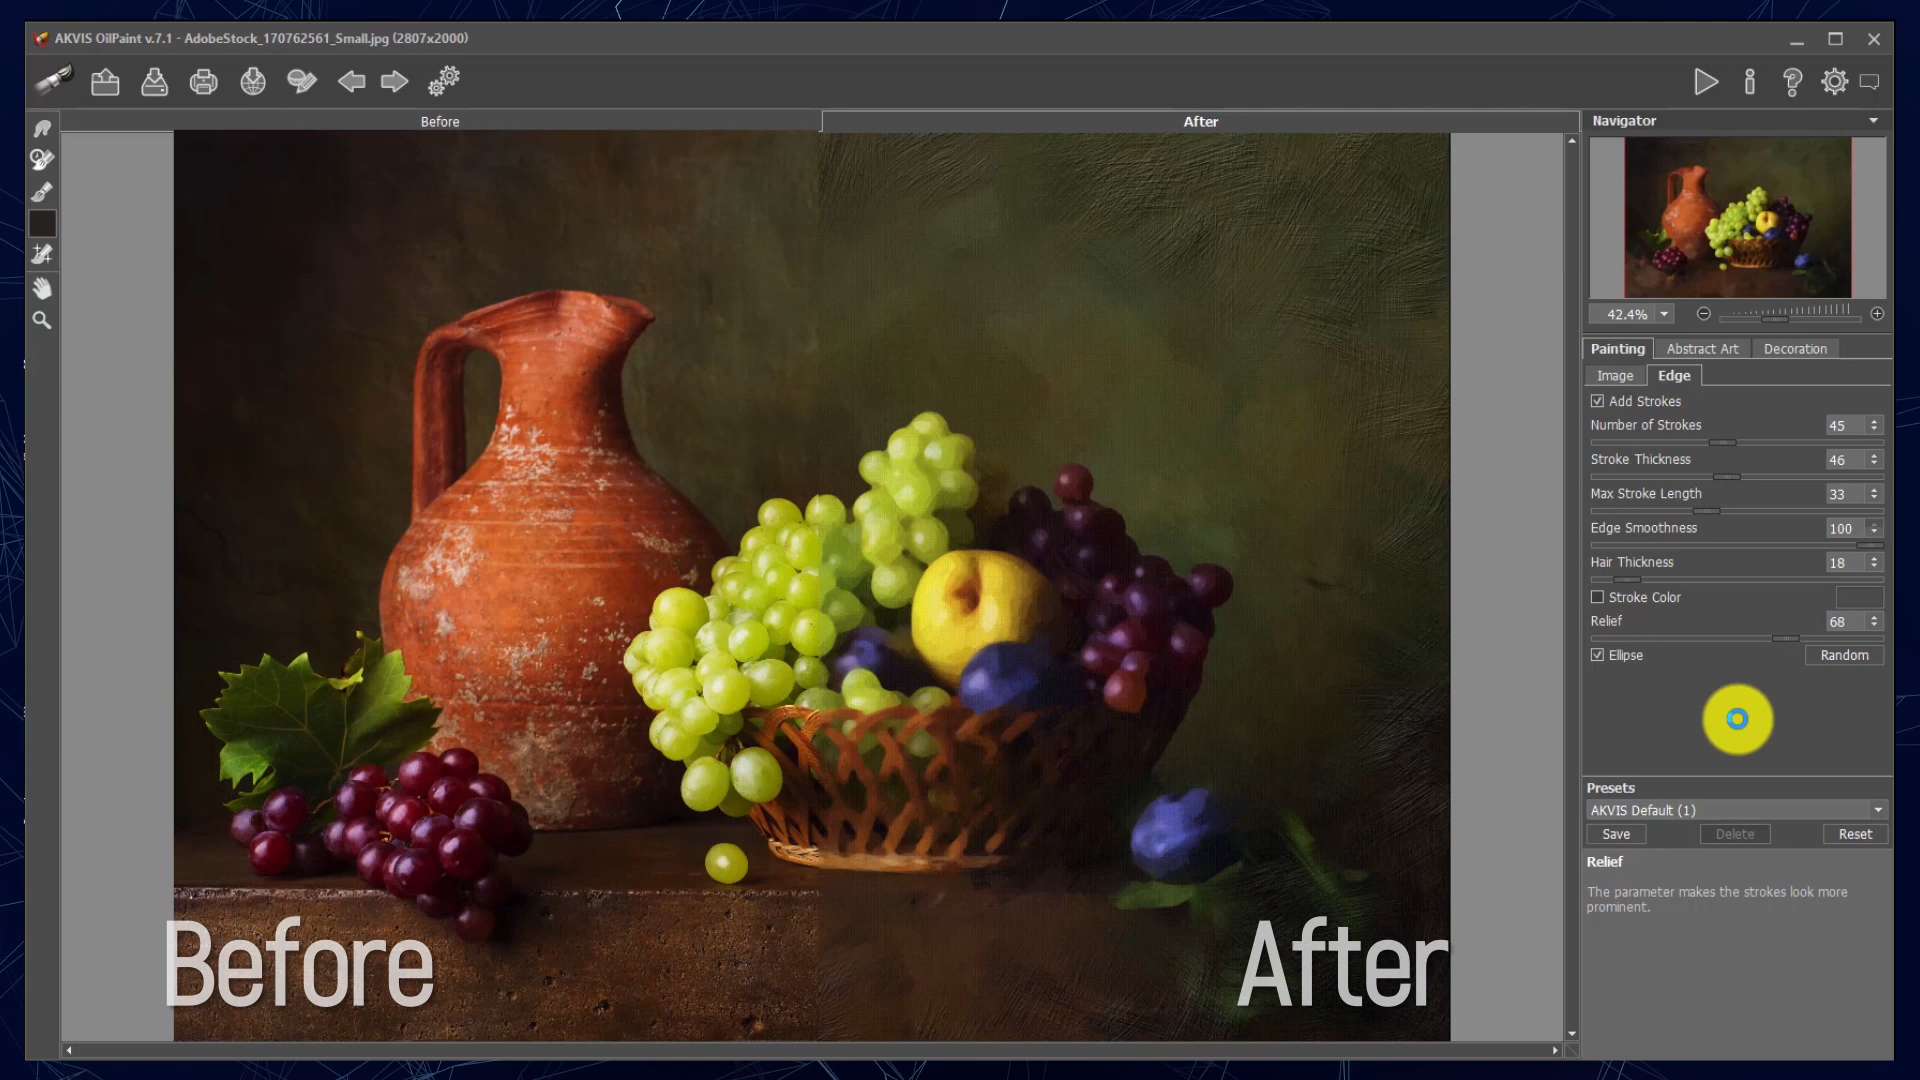 AKVIS OilPaint v.7.1 - AdobeStock_170762561_Small.jpg (2807x2000)
Before
After
Navigator
42.4%
Painting
Abstract Art
Decoration
Image
Edge
Add Strokes
Number of Strokes 45
Stroke Thickness 46
Max Stroke Length 33
Edge Smoothness 100
Hair Thickness 18
Stroke Color
Relief 68
Ellipse
Random
Presets
AKVIS Default (1)
Save
Delete
Reset
Relief
The parameter makes the strokes look more
prominent.
Before
After